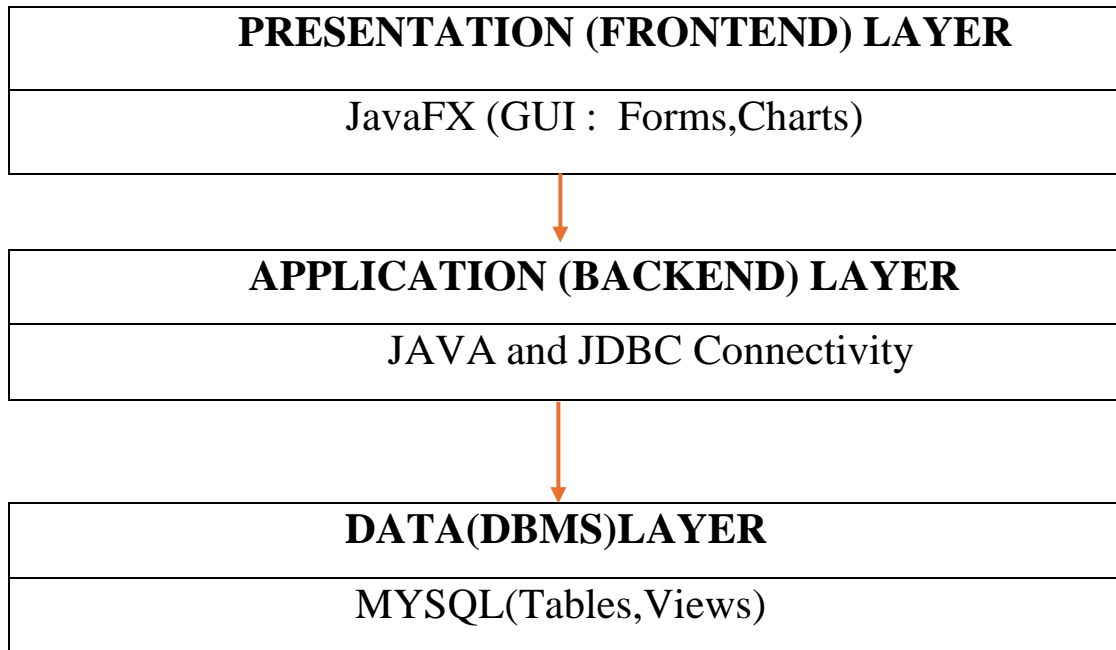 PRESENTATION (FRONTEND) LAYER
JavaFX (GUI :  Forms,Charts)
APPLICATION (BACKEND) LAYER
JAVA and JDBC Connectivity
DATA(DBMS)LAYER
MYSQL(Tables,Views)